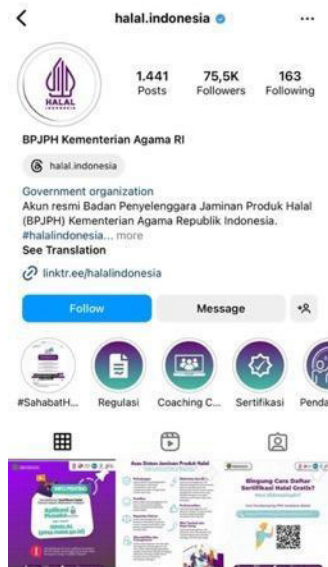 halal.indonesia
HALAL
INDONESIA
1.441 75,5K 163
Posts Followers Following
BPJPH Kementerian Agama RI
halal.indonesia
Government organization
Akun resmi Badan Penyelenggara Jaminan Produk Halal
(BPJPH) Kementerian Agama Republik Indonesia.
#halalindonesia... more
See Translation
linktr.ee/halalindonesia
Follow Message
#SahabatH... Regulasi Coaching C... Sertifikasi Penda
Bingung Cara Daftar
Sertifikasi Halal Gratis?